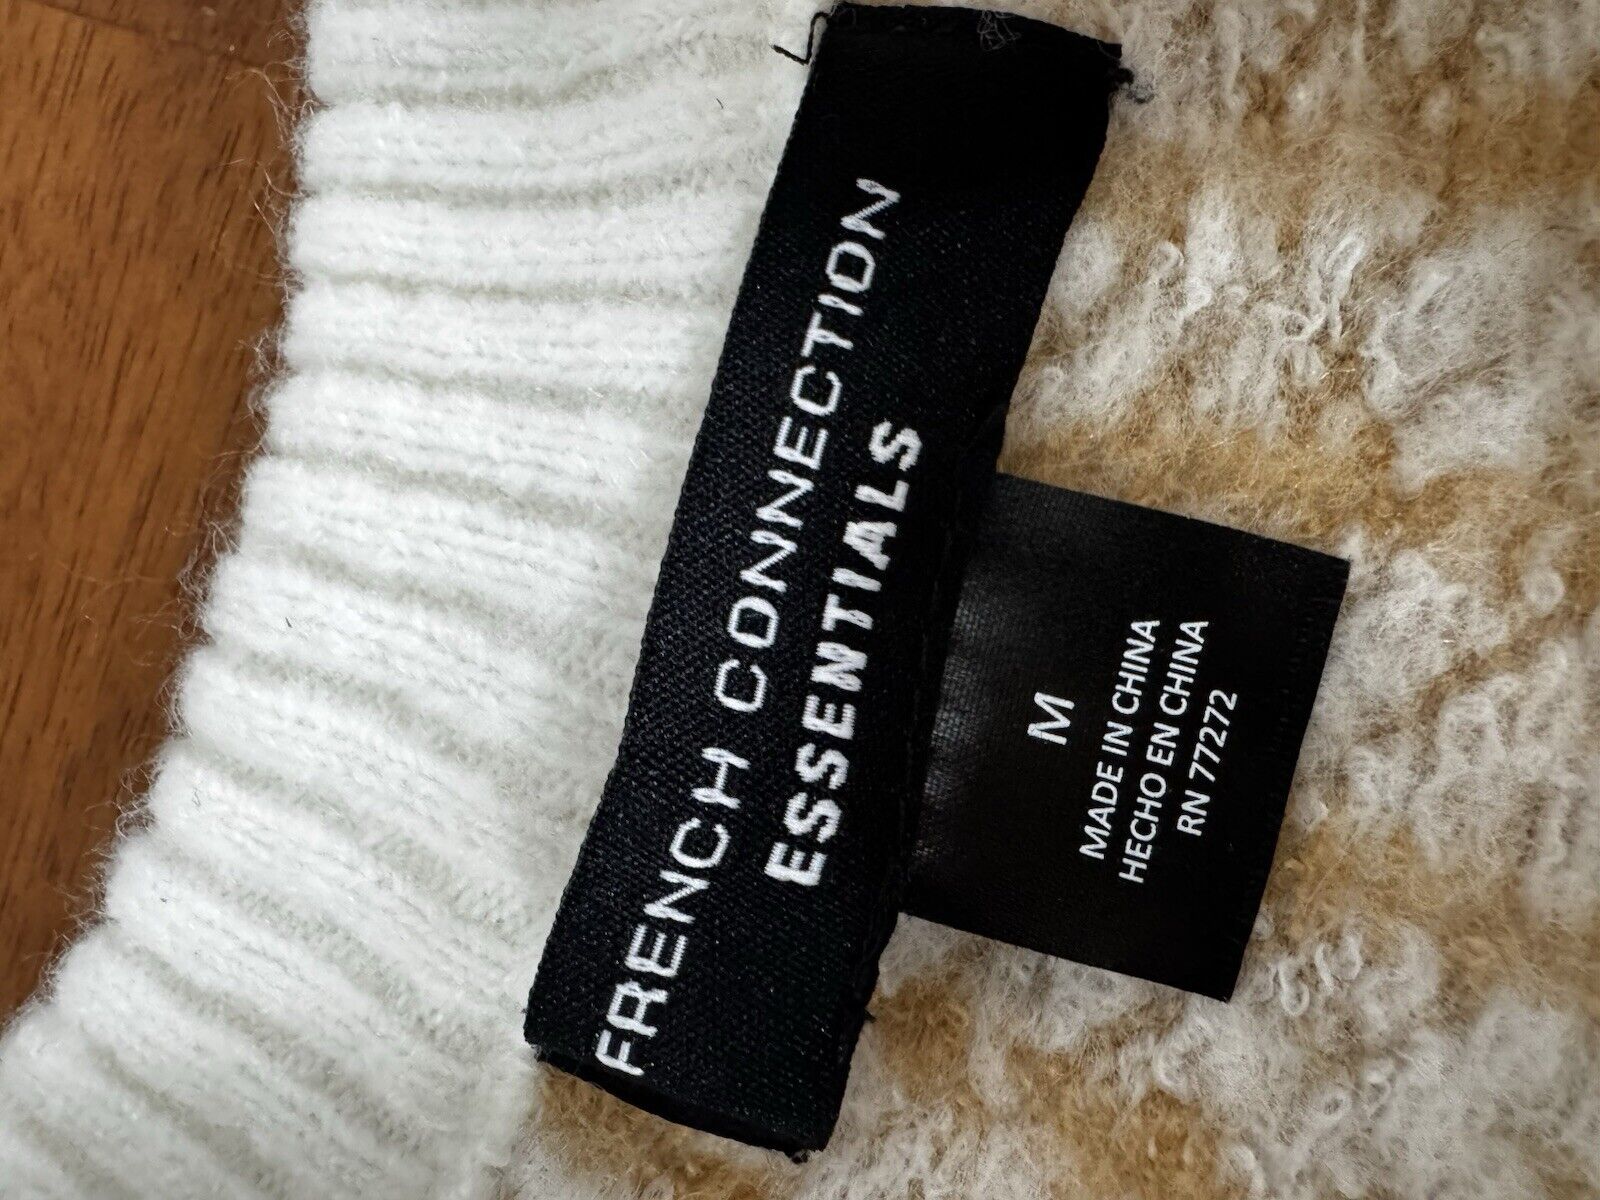 FRENCH CONNECTION
ESSENTIALS
M
MADE IN CHINA
HECHO EN CHINA
RN 77272